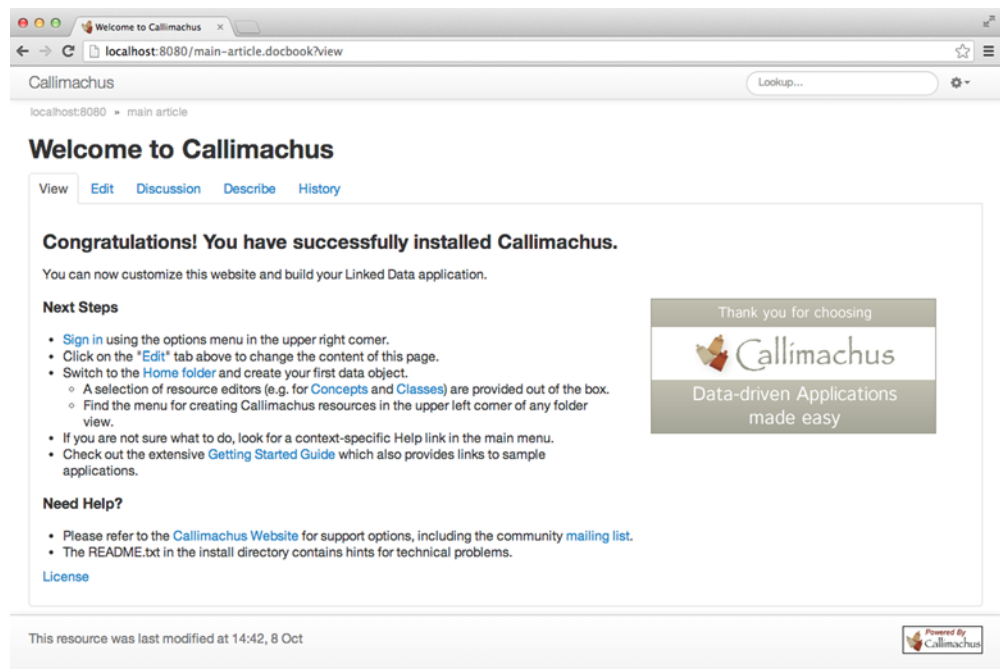 Welcome to Callimachus
localhost:8080/main-article.docbook?view
Callimachus
Lookup...
localhost:8080 » main article
Welcome to Callimachus
View Edit Discussion Describe History
Congratulations! You have successfully installed Callimachus.
You can now customize this website and build your Linked Data application.
Next Steps
• Sign in using the options menu in the upper right corner.
• Click on the "Edit" tab above to change the content of this page.
• Switch to the Home folder and create your first data object.
◦ A selection of resource editors (e.g. for Concepts and Classes) are provided out of the box.
◦ Find the menu for creating Callimachus resources in the upper left corner of any folder
view.
• If you are not sure what to do, look for a context-specific Help link in the main menu.
• Check out the extensive Getting Started Guide which also provides links to sample
applications.
Thank you for choosing
Callimachus
Data-driven Applications
made easy
Need Help?
• Please refer to the Callimachus Website for support options, including the community mailing list.
• The README.txt in the install directory contains hints for technical problems.
License
This resource was last modified at 14:42, 8 Oct
Powered By
Callimachus